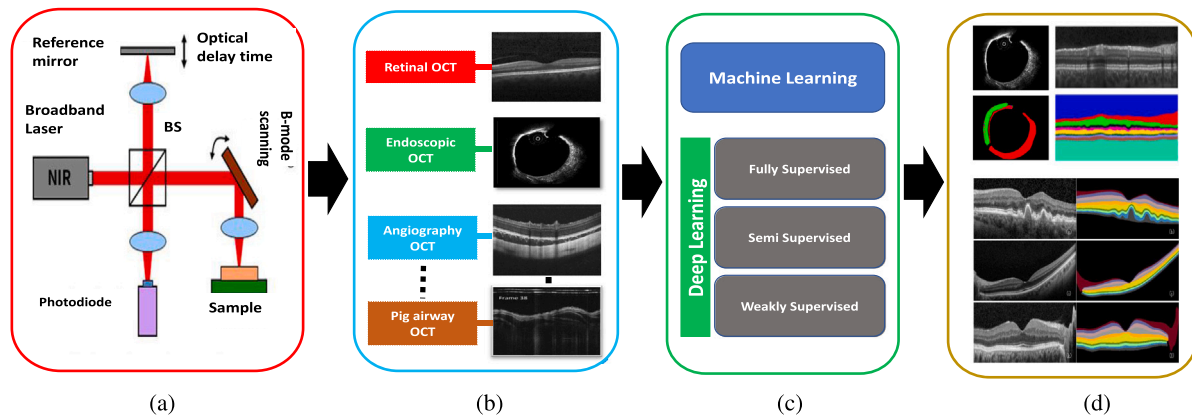 Reference
mirror
Optical
delay time
Broadband
Laser
BS
B-mode
scanning
NIR
Photodiode
Sample
(a)
Retinal OCT
Endoscopic
OCT
Angiography
OCT
Pig airway
OCT
Frame 38
(b)
Machine Learning
Deep Learning
Fully Supervised
Semi Supervised
Weakly Supervised
(c)
(d)